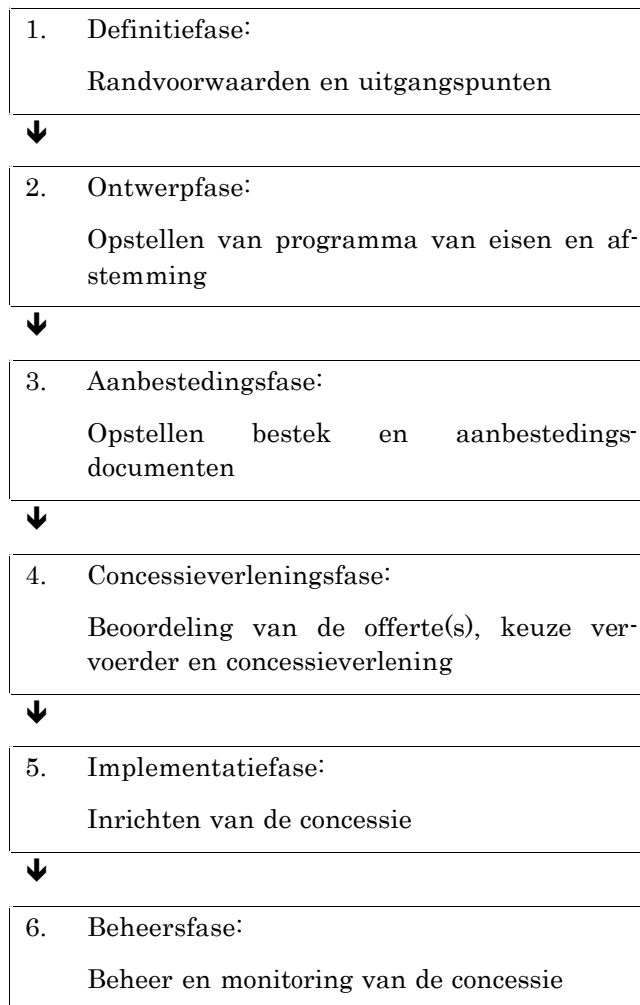 1. Definitiefase:
Randvoorwaarden en uitgangspunten
2. Ontwerpfase:
Opstellen van programma van eisen en af-
stemming
3. Aanbestedingsfase:
Opstellen bestek en aanbestedings-
documenten
4. Concessieverleningsfase:
Beoordeling van de offerte(s), keuze ver-
voerder en concessieverlening
5. Implementatiefase:
Inrichten van de concessie
6. Beheersfase:
Beheer en monitoring van de concessie